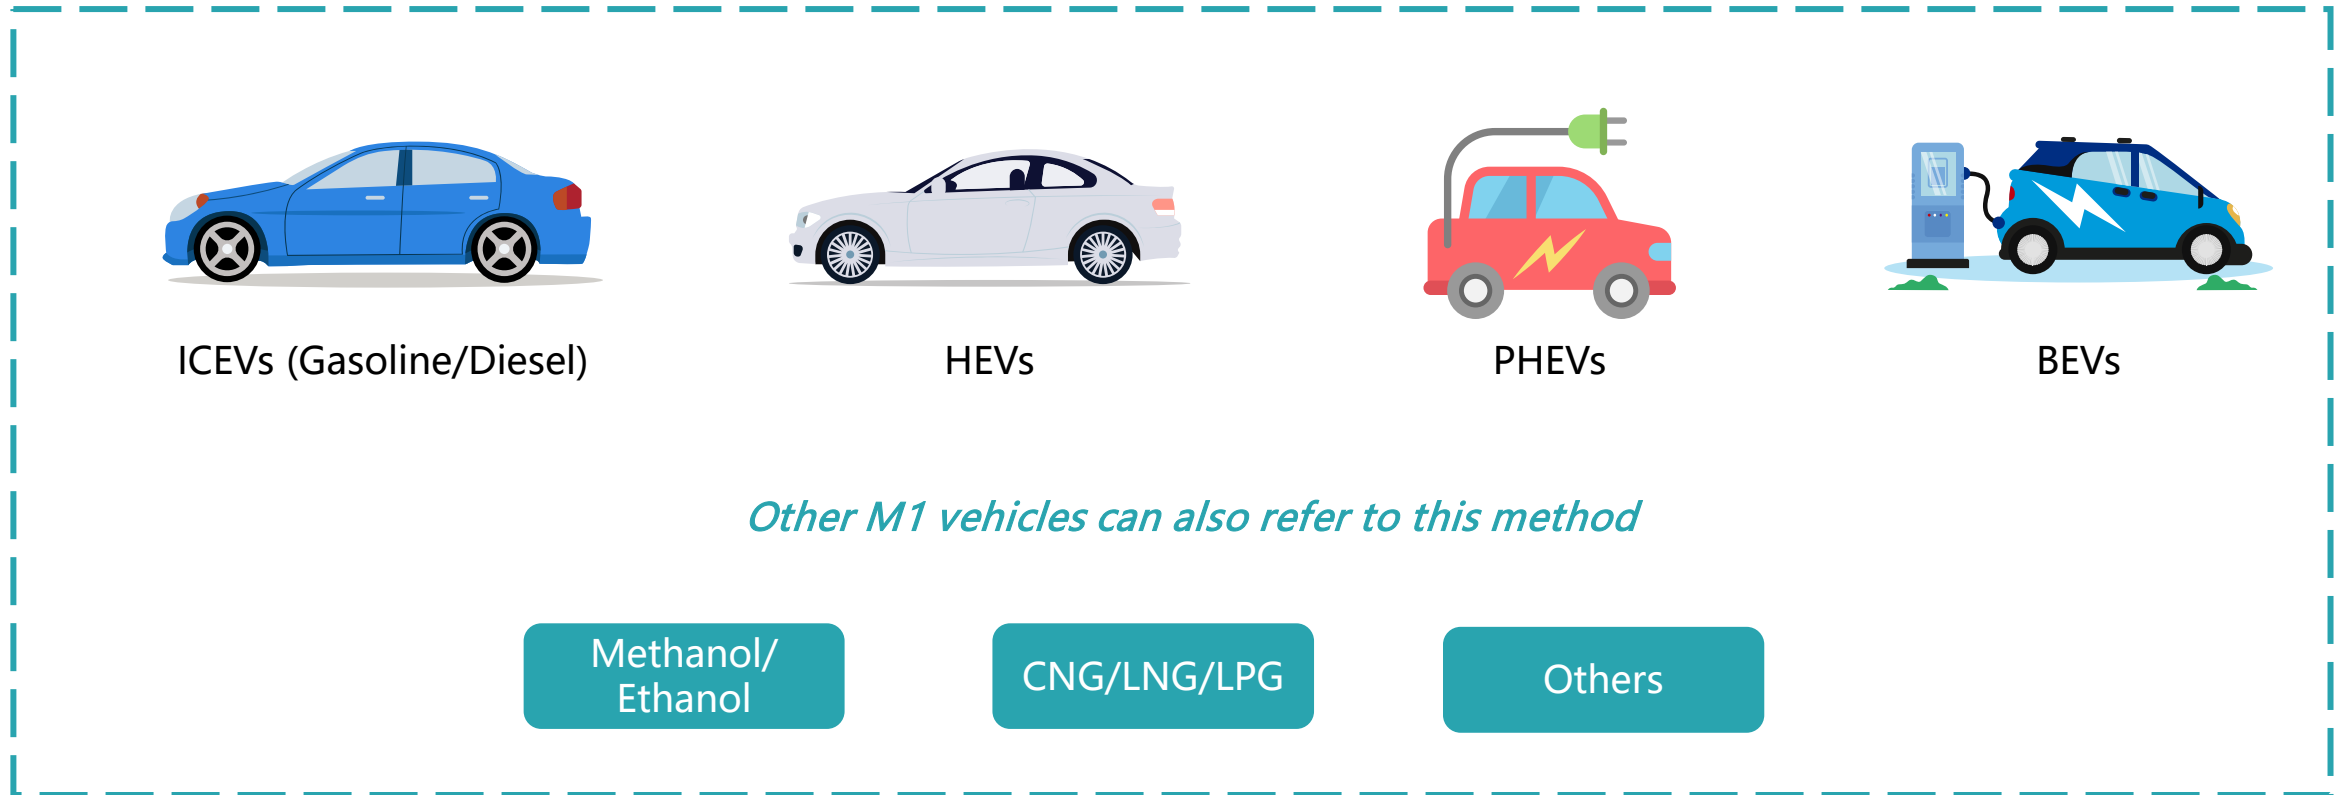 ICEVs (Gasoline/Diesel)
HEVs
PHEVs
BEVs
Other M1 vehicles can also refer to this method
Methanol/
Ethanol
CNG/LNG/LPG
Others